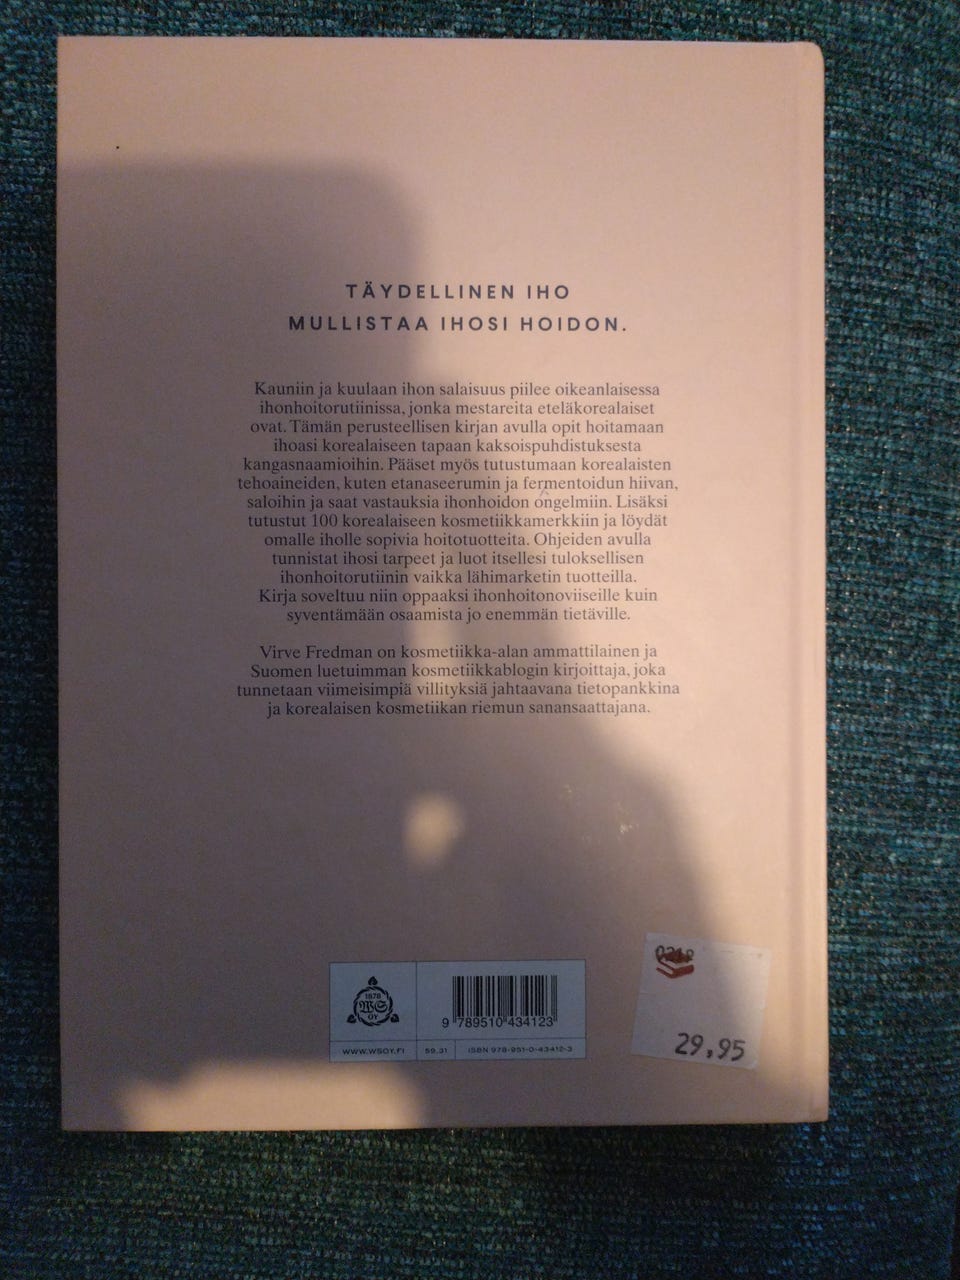 TÄYDELLINEN IHO
MULLISTAA IHOSI HOIDON.
Kauniin ja kuulaan ihon salaisuus piilee oikeanlaisessa
ihonhoitorutiinissa, jonka mestareita eteläkorealaiset
ovat. Tämän perusteellisen kirjan avulla opit hoitamaan
ihoasi korealaiseen tapaan kaksoispuhdistuksesta
kangasnaamioihin. Pääset myös tutustumaan korealaisten
tehoaineiden, kuten etanaseerumin ja fermentoidun hiivan,
saloihin ja saat vastauksia ihonhoidon ongelmiin. Lisäksi
tutustut 100 korealaiseen kosmetiikkamerkkiin ja löydät
omalle iholle sopivia hoitotuotteita. Ohjeiden avulla
tunnistat ihosi tarpeet ja luot itsellesi tuloksellisen
ihonhoitorutiinin vaikka lähimarketin tuotteilla.
Kirja soveltuu niin oppaaksi ihonhoitonoviiseille kuin
syventämään osaamista jo enemmän tietäville.
Virve Fredman on kosmetiikka-alan ammattilainen ja
Suomen luetuimman kosmetiikkablogin kirjoittaja, joka
tunnetaan viimeisimpiä villityksiä jahtaavana tietopankkina
ja korealaisen kosmetiikan riemun sanansaattajana.
1878
WS
OY
9 789510 434123
WWW.WSOY.FI
59.31
ISBN 978-951-0-43412-3
29,95